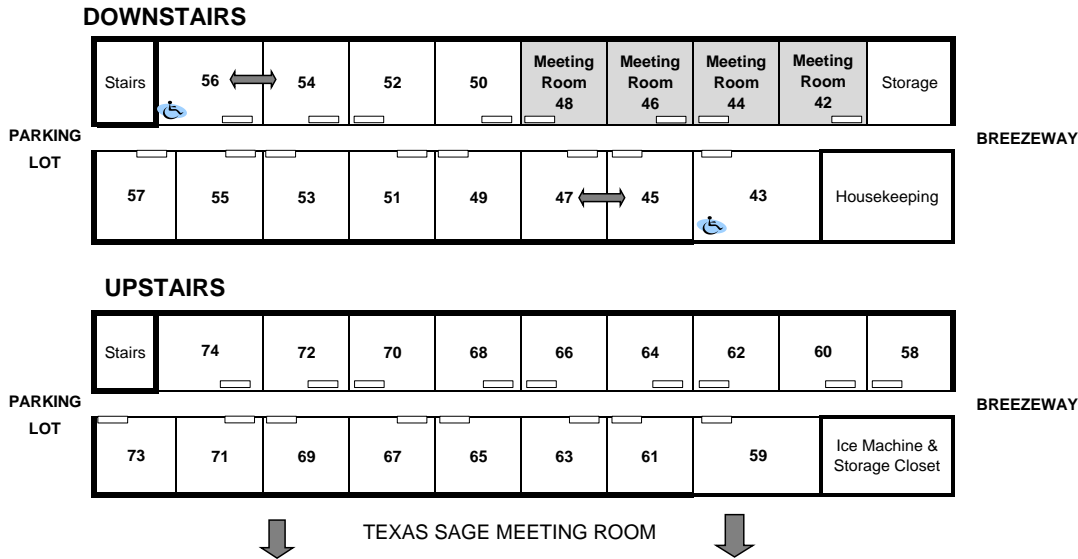 DOWNSTAIRS
Stairs
56
54
52
50
Meeting
Room
48
Meeting
Room
46
Meeting
Room
44
Meeting
Room
42
Storage
PARKING
LOT
BREEZEWAY
57
55
53
51
49
47
45
43
Housekeeping
UPSTAIRS
Stairs
74
72
70
68
66
64
62
60
58
PARKING
LOT
BREEZEWAY
73
71
69
67
65
63
61
59
Ice Machine &
Storage Closet
TEXAS SAGE MEETING ROOM